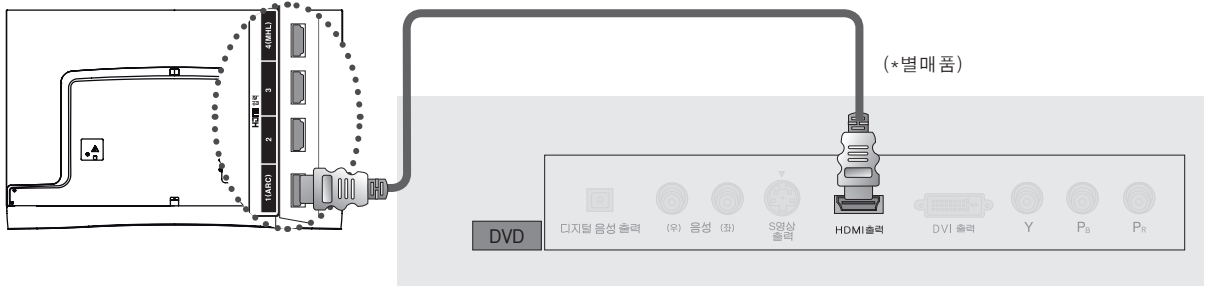 4(MHL)
3
HDMI 입력
2
1(ARC)
(*별매품)
DVD
디지털 음성 출력
(우) 음성 (좌)
S영상
출력
HDMI출력
DVI 출력
Y
PB
PR